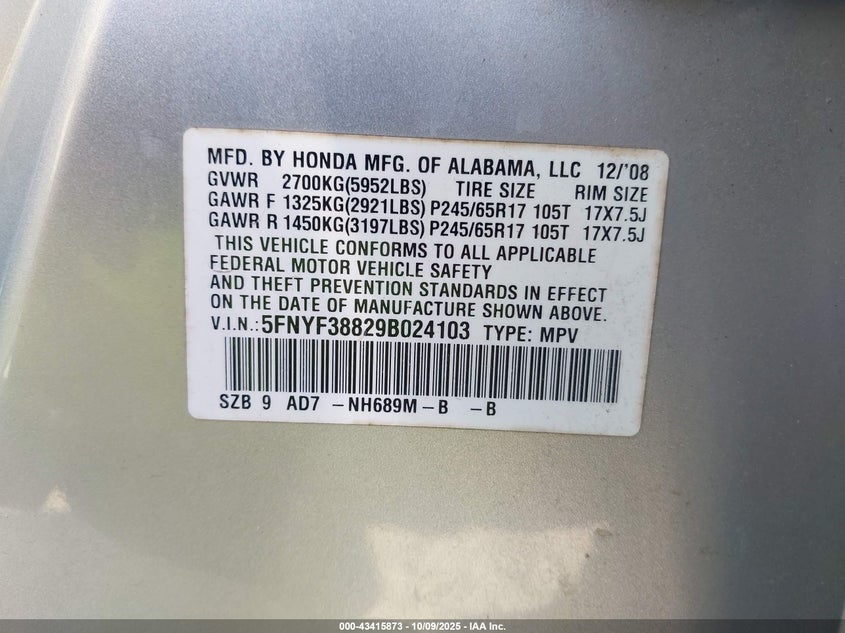 MFD. BY HONDA MFG. OF ALABAMA, LLC 12/'08
GVWR 2700KG(5952LBS) TIRE SIZE RIM SIZE
GAWR F 1325KG(2921LBS) P245/65R17 105T 17X7.5J
GAWR R 1450KG(3197LBS) P245/65R17 105T 17X7.5J
THIS VEHICLE CONFORMS TO ALL APPLICABLE
FEDERAL MOTOR VEHICLE SAFETY
AND THEFT PREVENTION STANDARDS IN EFFECT
ON THE DATE OF MANUFACTURE SHOWN ABOVE.
V.I.N.:5FNYF38829B024103 TYPE: MPV
SZB 9 AD7 -NH689M-B -B
000-43415873 - 10/09/2025 - IAA Inc.